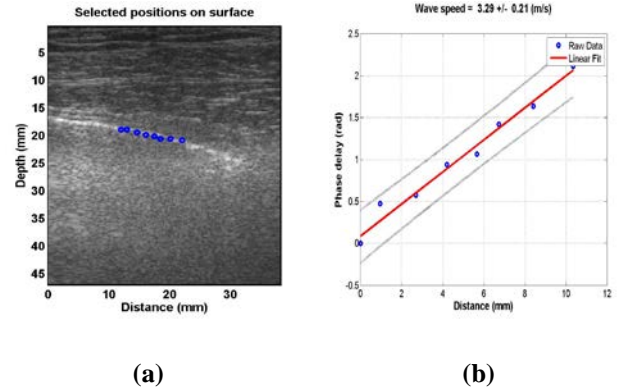 Selected positions on surface
Depth (mm)
0
5
10
15
20
25
30
35
40
45
0
10
20
30
Distance (mm)
(a)
Wave speed = 3.29 +/- 0.21 (m/s)
Raw Data
Linear Fit
Phase delay (rad)
2.5
2
1.5
1
0.5
0
-0.5
0
2
4
6
8
10
12
Distance (mm)
(b)